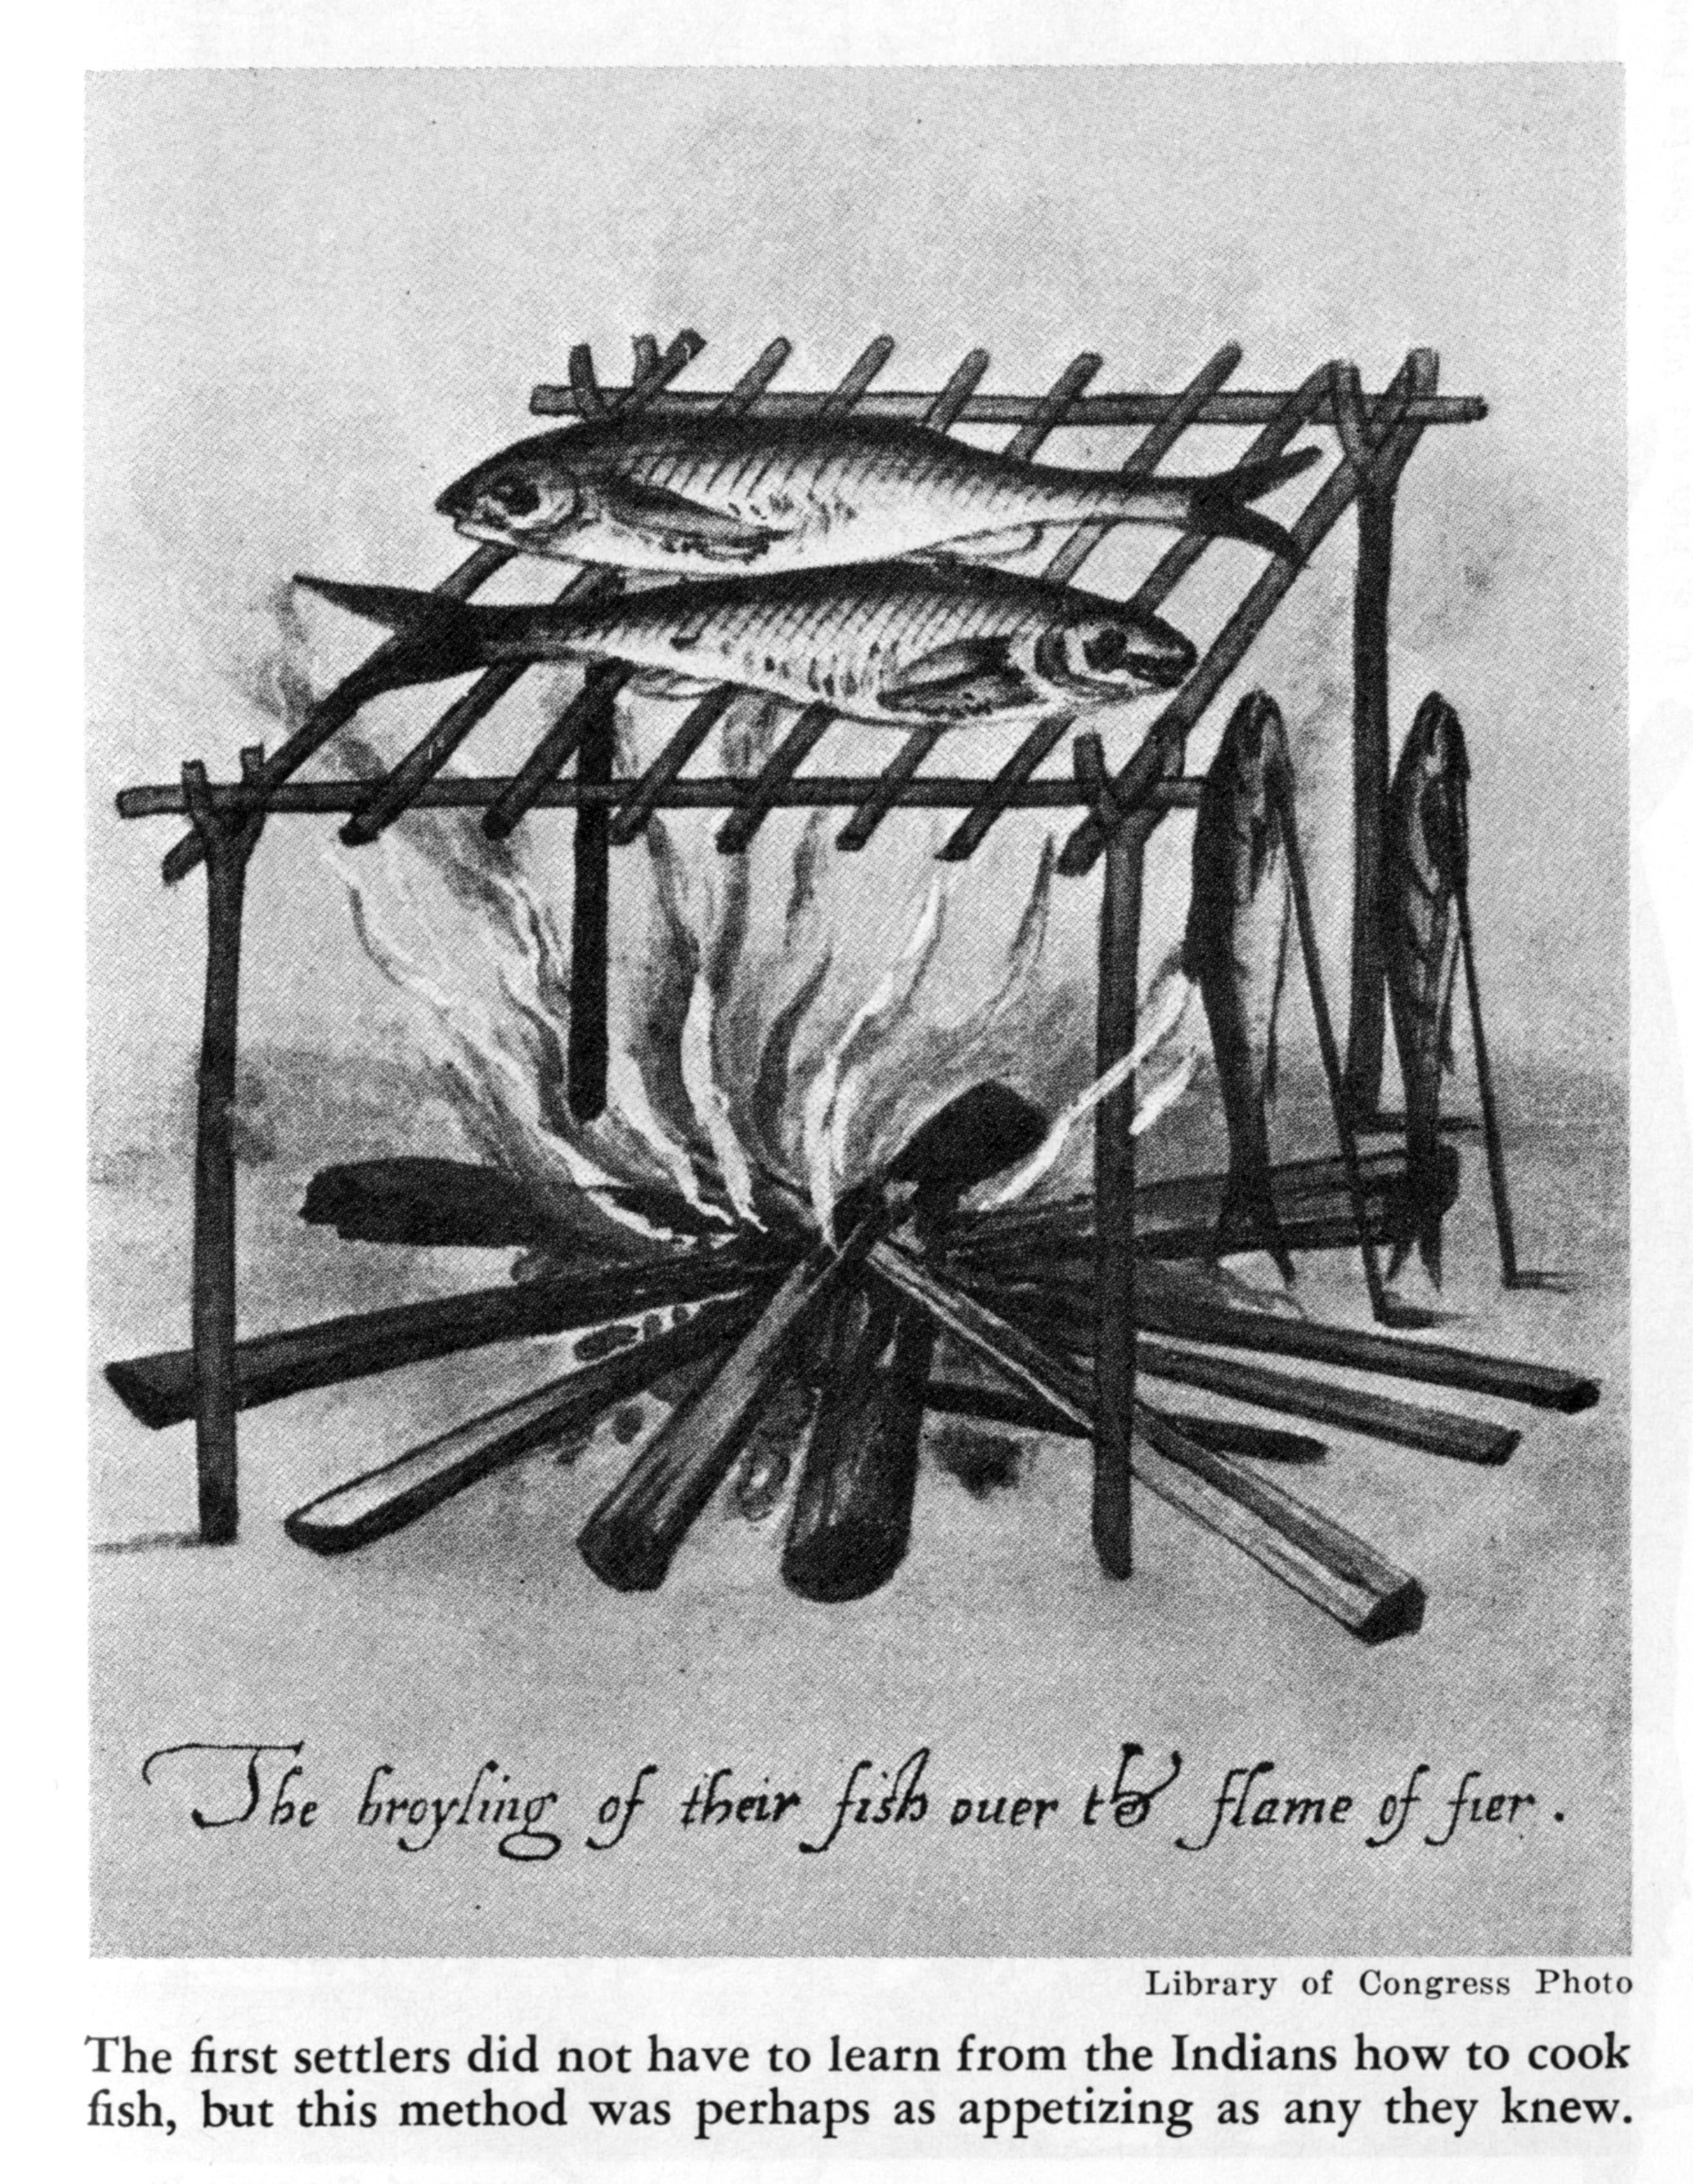 The broyling of their fish ouer the flame of fier.
Library of Congress Photo
The first settlers did not have to learn from the Indians how to cook
fish, but this method was perhaps as appetizing as any they knew.